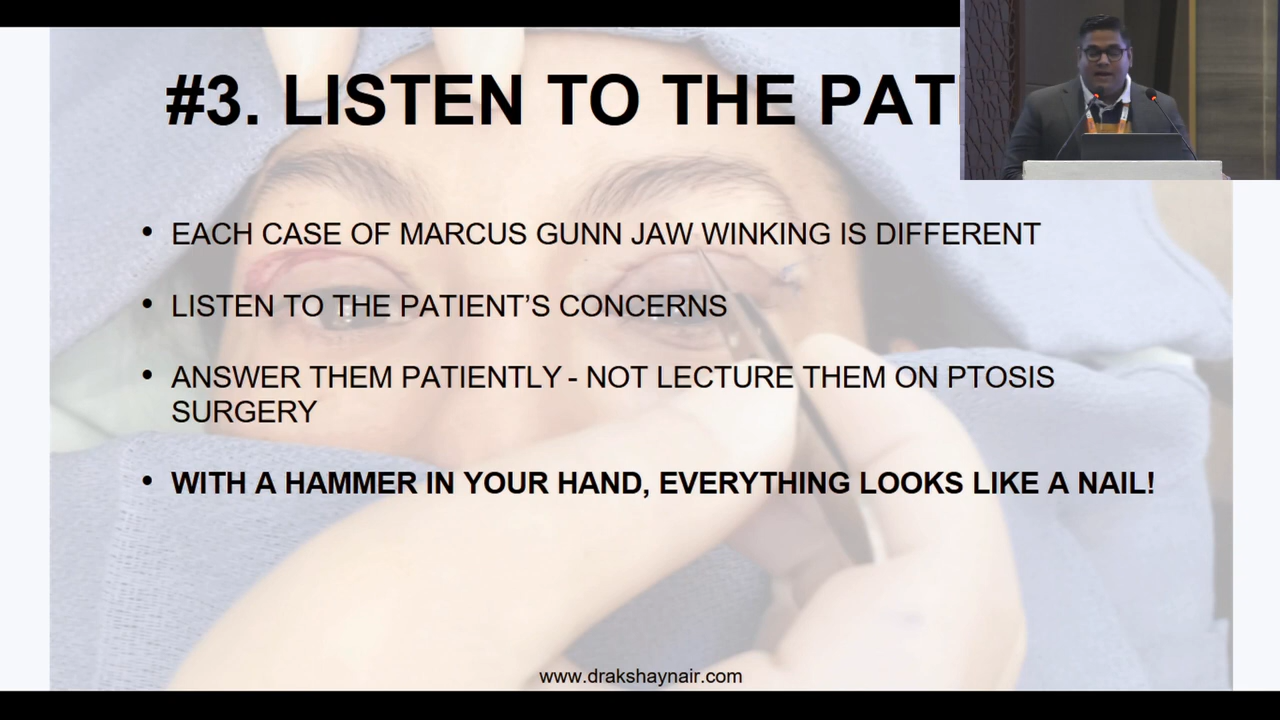 #3. LISTEN TO THE
• EACH CASE OF MARCUS GUNN JAW WINKING IS DIFFERENT
• LISTEN TO THE PATIENT’S CONCERNS
• ANSWER THEM PATIENTLY - NOT LECTURE THEM ON PTOSIS
SURGERY
• WITH A HAMMER IN YOUR HAND, EVERYTHING LOOKS LIKE A NAIL!
www.drakshaynair.com